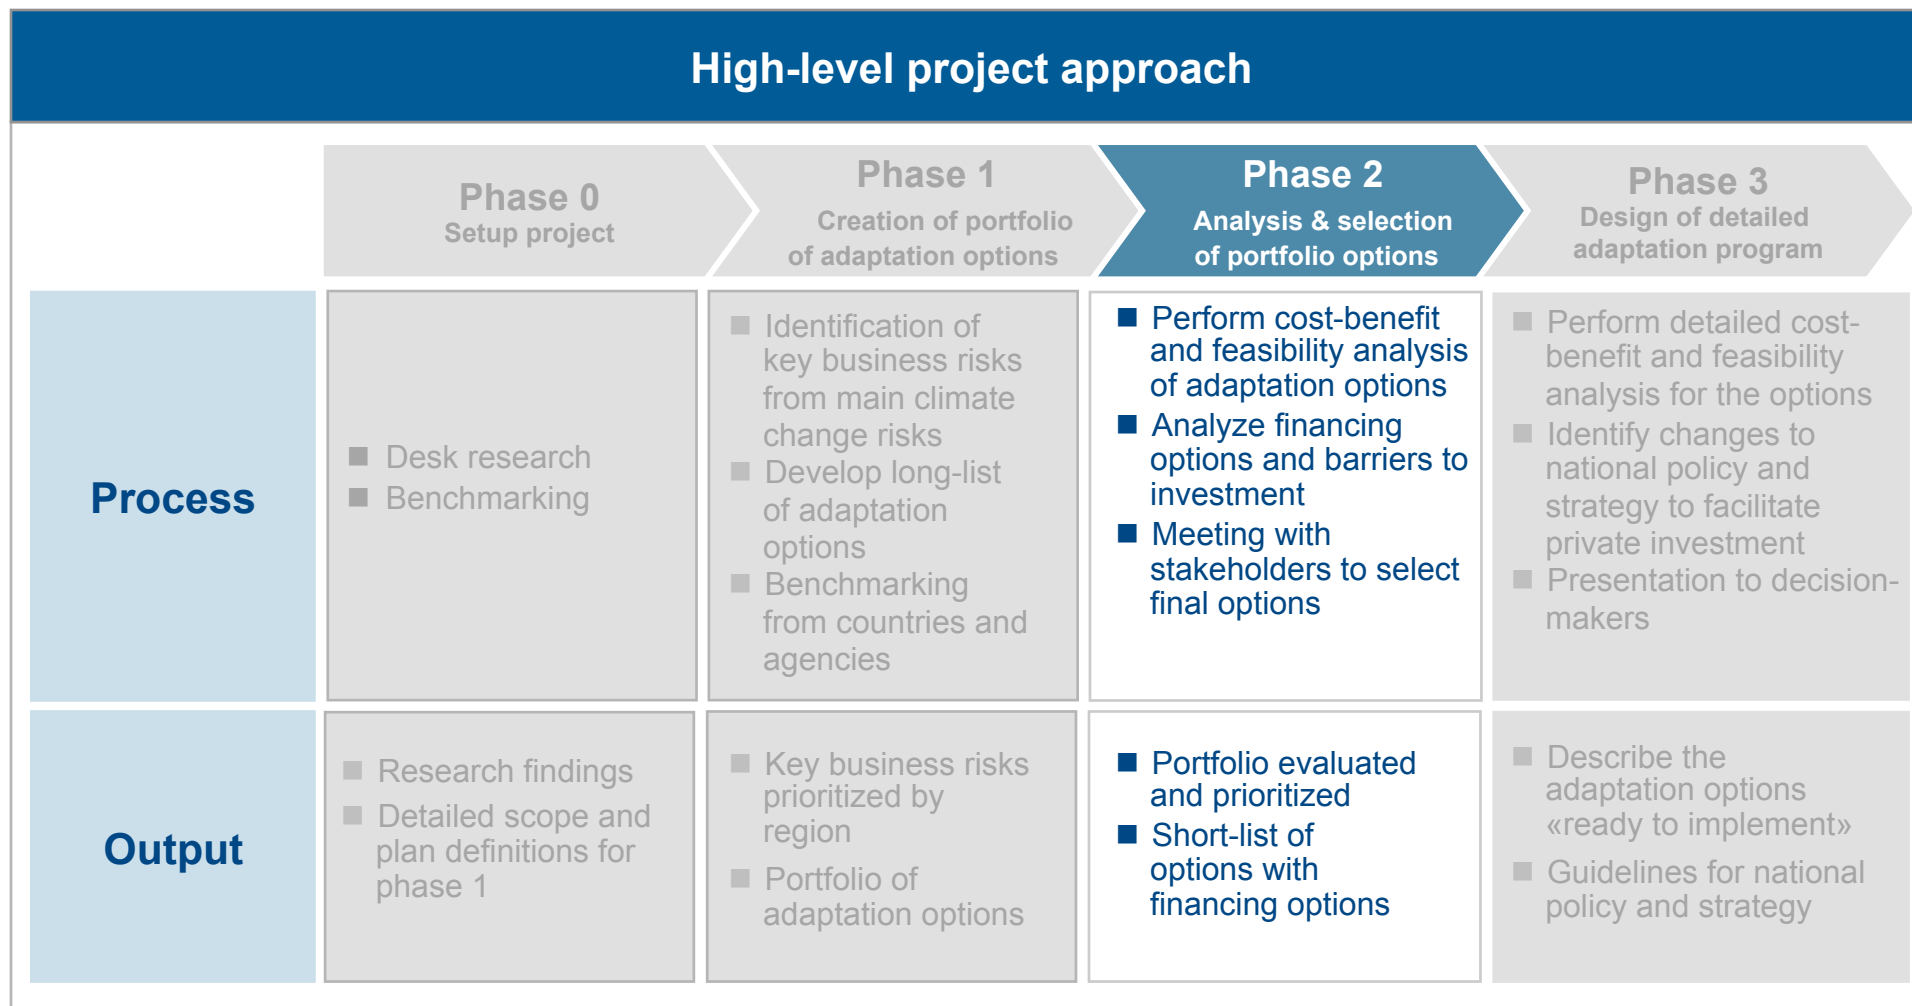 High-level project approach
Phase 0
Setup project
Phase 1
Creation of portfolio
of adaptation options
Phase 2
Analysis & selection
of portfolio options
Phase 3
Design of detailed
adaptation program
Process
Desk research
Benchmarking
Identification of
key business risks
from main climate
change risks
Develop long-list
of adaptation
options
Benchmarking
from countries and
agencies
Perform cost-benefit
and feasibility analysis
of adaptation options
Analyze financing
options and barriers to
investment
Meeting with
stakeholders to select
final options
Perform detailed cost-
benefit and feasibility
analysis for the options
Identify changes to
national policy and
strategy to facilitate
private investment
Presentation to decision-
makers
Output
Research findings
Detailed scope and
plan definitions for
phase 1
Key business risks
prioritized by
region
Portfolio of
adaptation options
Portfolio evaluated
and prioritized
Short-list of
options with
financing options
Describe the
adaptation options
«ready to implement»
Guidelines for national
policy and strategy